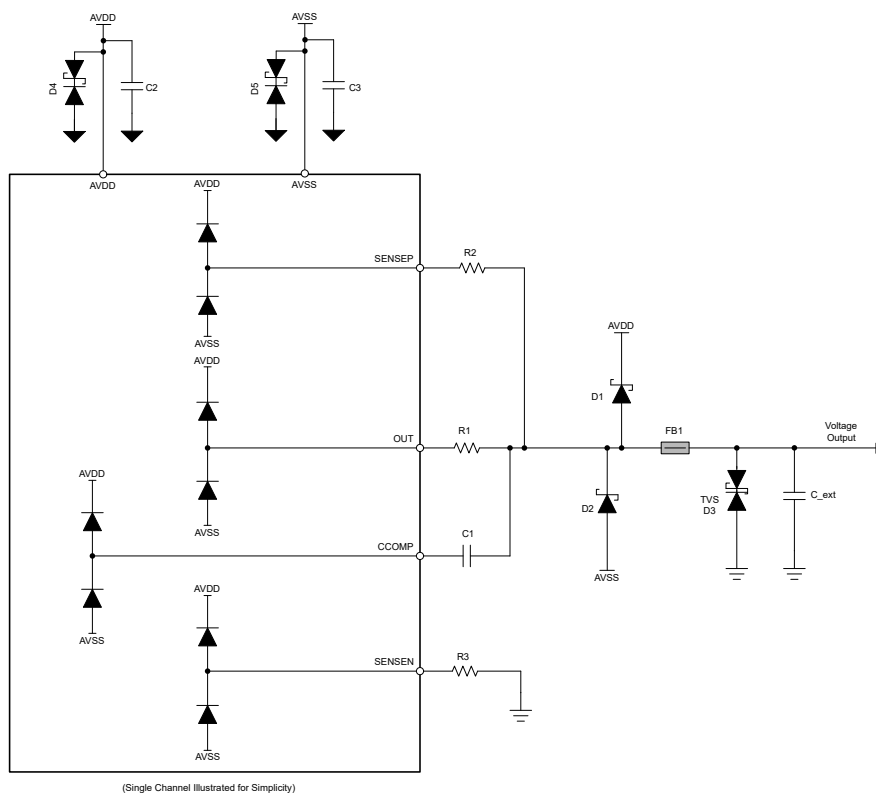 AVDD
AVSS
D4
C2
D5
C3
AVDD
AVSS
AVDD
SENSEP
R2
AVSS
AVDD
AVDD
D1
OUT
R1
FB1
Voltage
Output
AVDD
AVSS
D2
TVS
D3
C_ext
CCOMP
C1
AVSS
AVDD
AVSS
SENSEN
R3
AVSS
(Single Channel Illustrated for Simplicity)